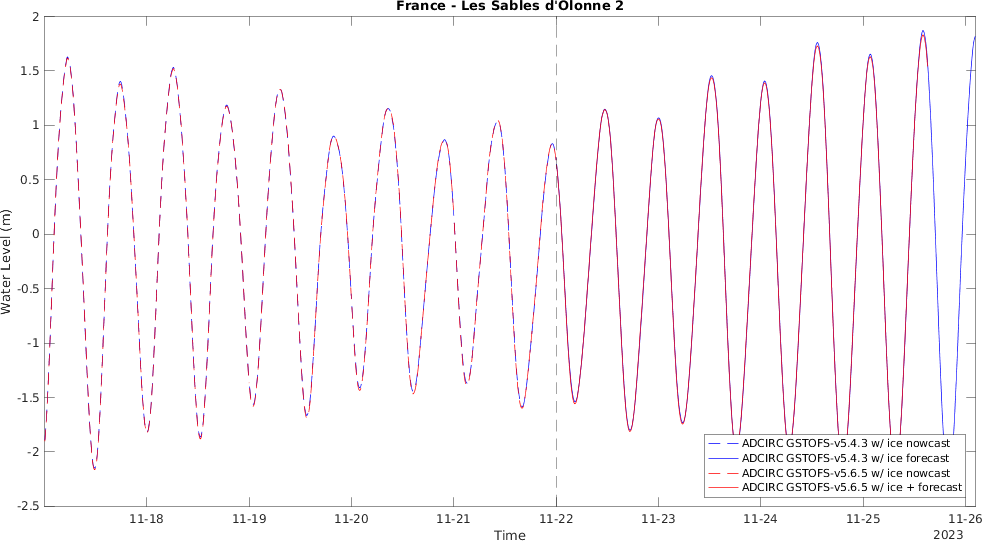 France - Les Sables d'Olonne 2
2
1.5
1
0.5
0
-0.5
-1
-1.5
-2
-2.5
Water Level (m)
ADCIRC GSTOFS-v5.4.3 w/ ice nowcast
ADCIRC GSTOFS-v5.4.3 w/ ice forecast
ADCIRC GSTOFS-v5.6.5 w/ ice nowcast
ADCIRC GSTOFS-v5.6.5 w/ ice + forecast
11-18 11-19 11-20 11-21 11-22 11-23 11-24 11-25 11-26
Time
2023